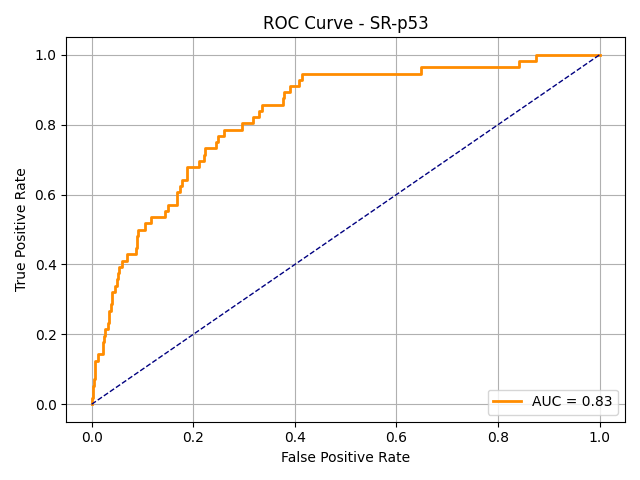 ROC Curve - SR-p53
True Positive Rate
1.0
0.8
0.6
0.4
0.2
0.0
AUC = 0.83
0.0 0.2 0.4 0.6 0.8 1.0
False Positive Rate